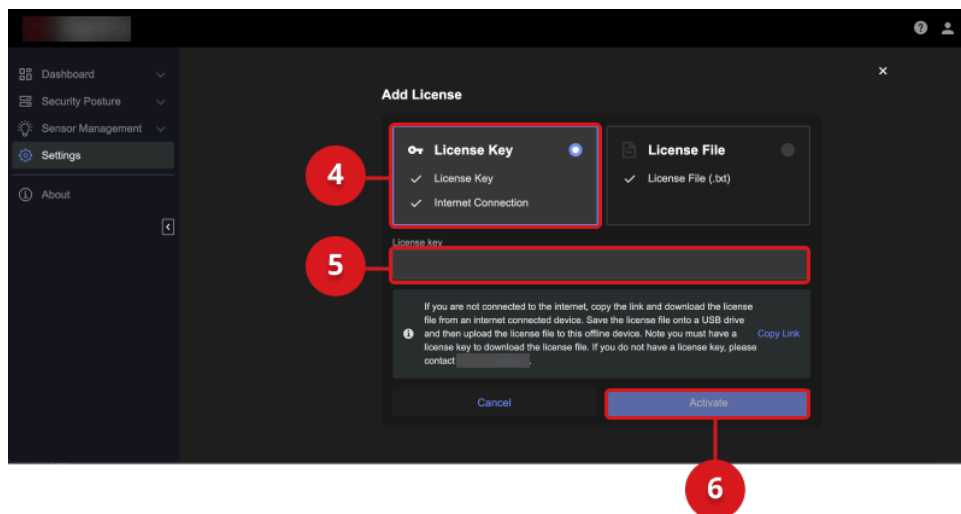 Dashboard
Security Posture
Sensor Management
Settings
About
Add License
License Key
License Key
Internet Connection
License File
License File (.txt)
4
License key
5
If you are not connected to the internet, copy the link and download the license
file from an internet connected device. Save the license file onto a USB drive
and then upload the license file to this offline device. Note you must have a
license key to download the license file. If you do not have a license key, please
contact .
Copy Link
Cancel
Activate
6